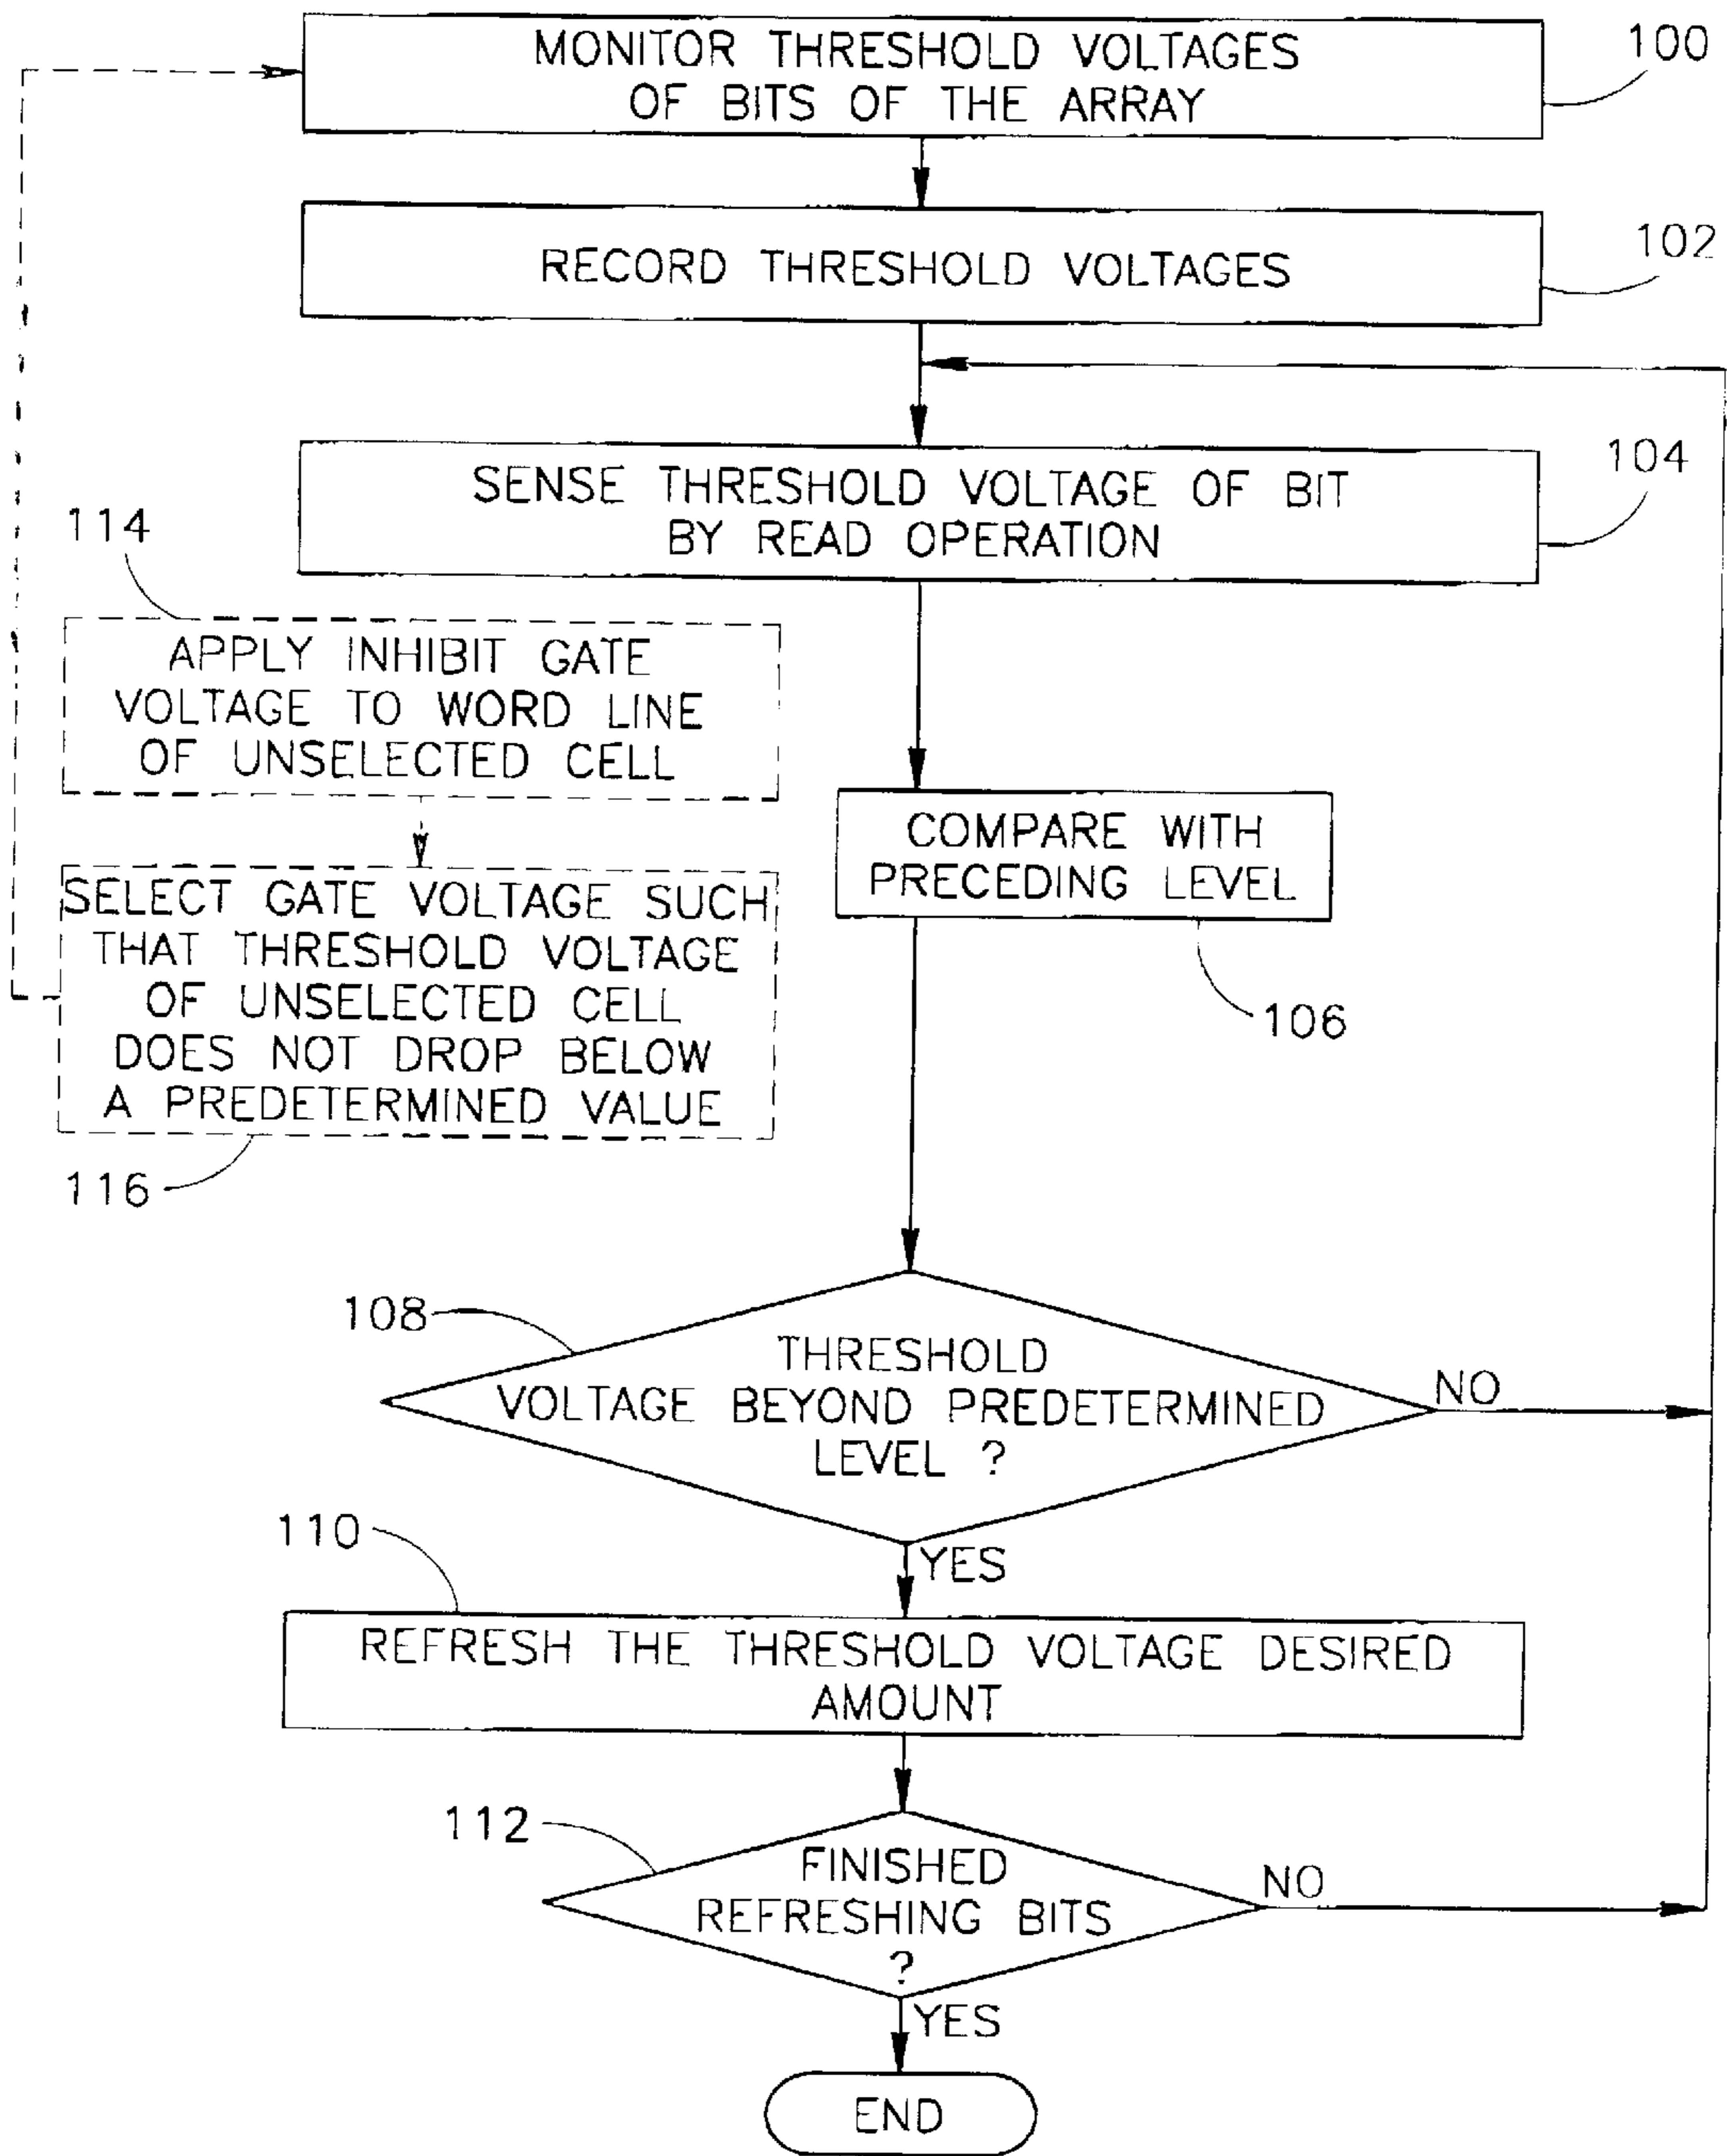 MONITOR THRESHOLD VOLTAGES
OF BITS OF THE ARRAY
100
RECORD THRESHOLD VOLTAGES
102
SENSE THRESHOLD VOLTAGE OF BIT
BY READ OPERATION
104
114
APPLY INHIBIT GATE
VOLTAGE TO WORD LINE
OF UNSELECTED CELL
COMPARE WITH
PRECEDING LEVEL
106
SELECT GATE VOLTAGE SUCH
THAT THRESHOLD VOLTAGE
OF UNSELECTED CELL
DOES NOT DROP BELOW
A PREDETERMINED VALUE
116
108
THRESHOLD
VOLTAGE BEYOND PREDETERMINED
LEVEL ?
NO
YES
110
REFRESH THE THRESHOLD VOLTAGE DESIRED
AMOUNT
112
FINISHED
REFRESHING BITS
?
NO
YES
END